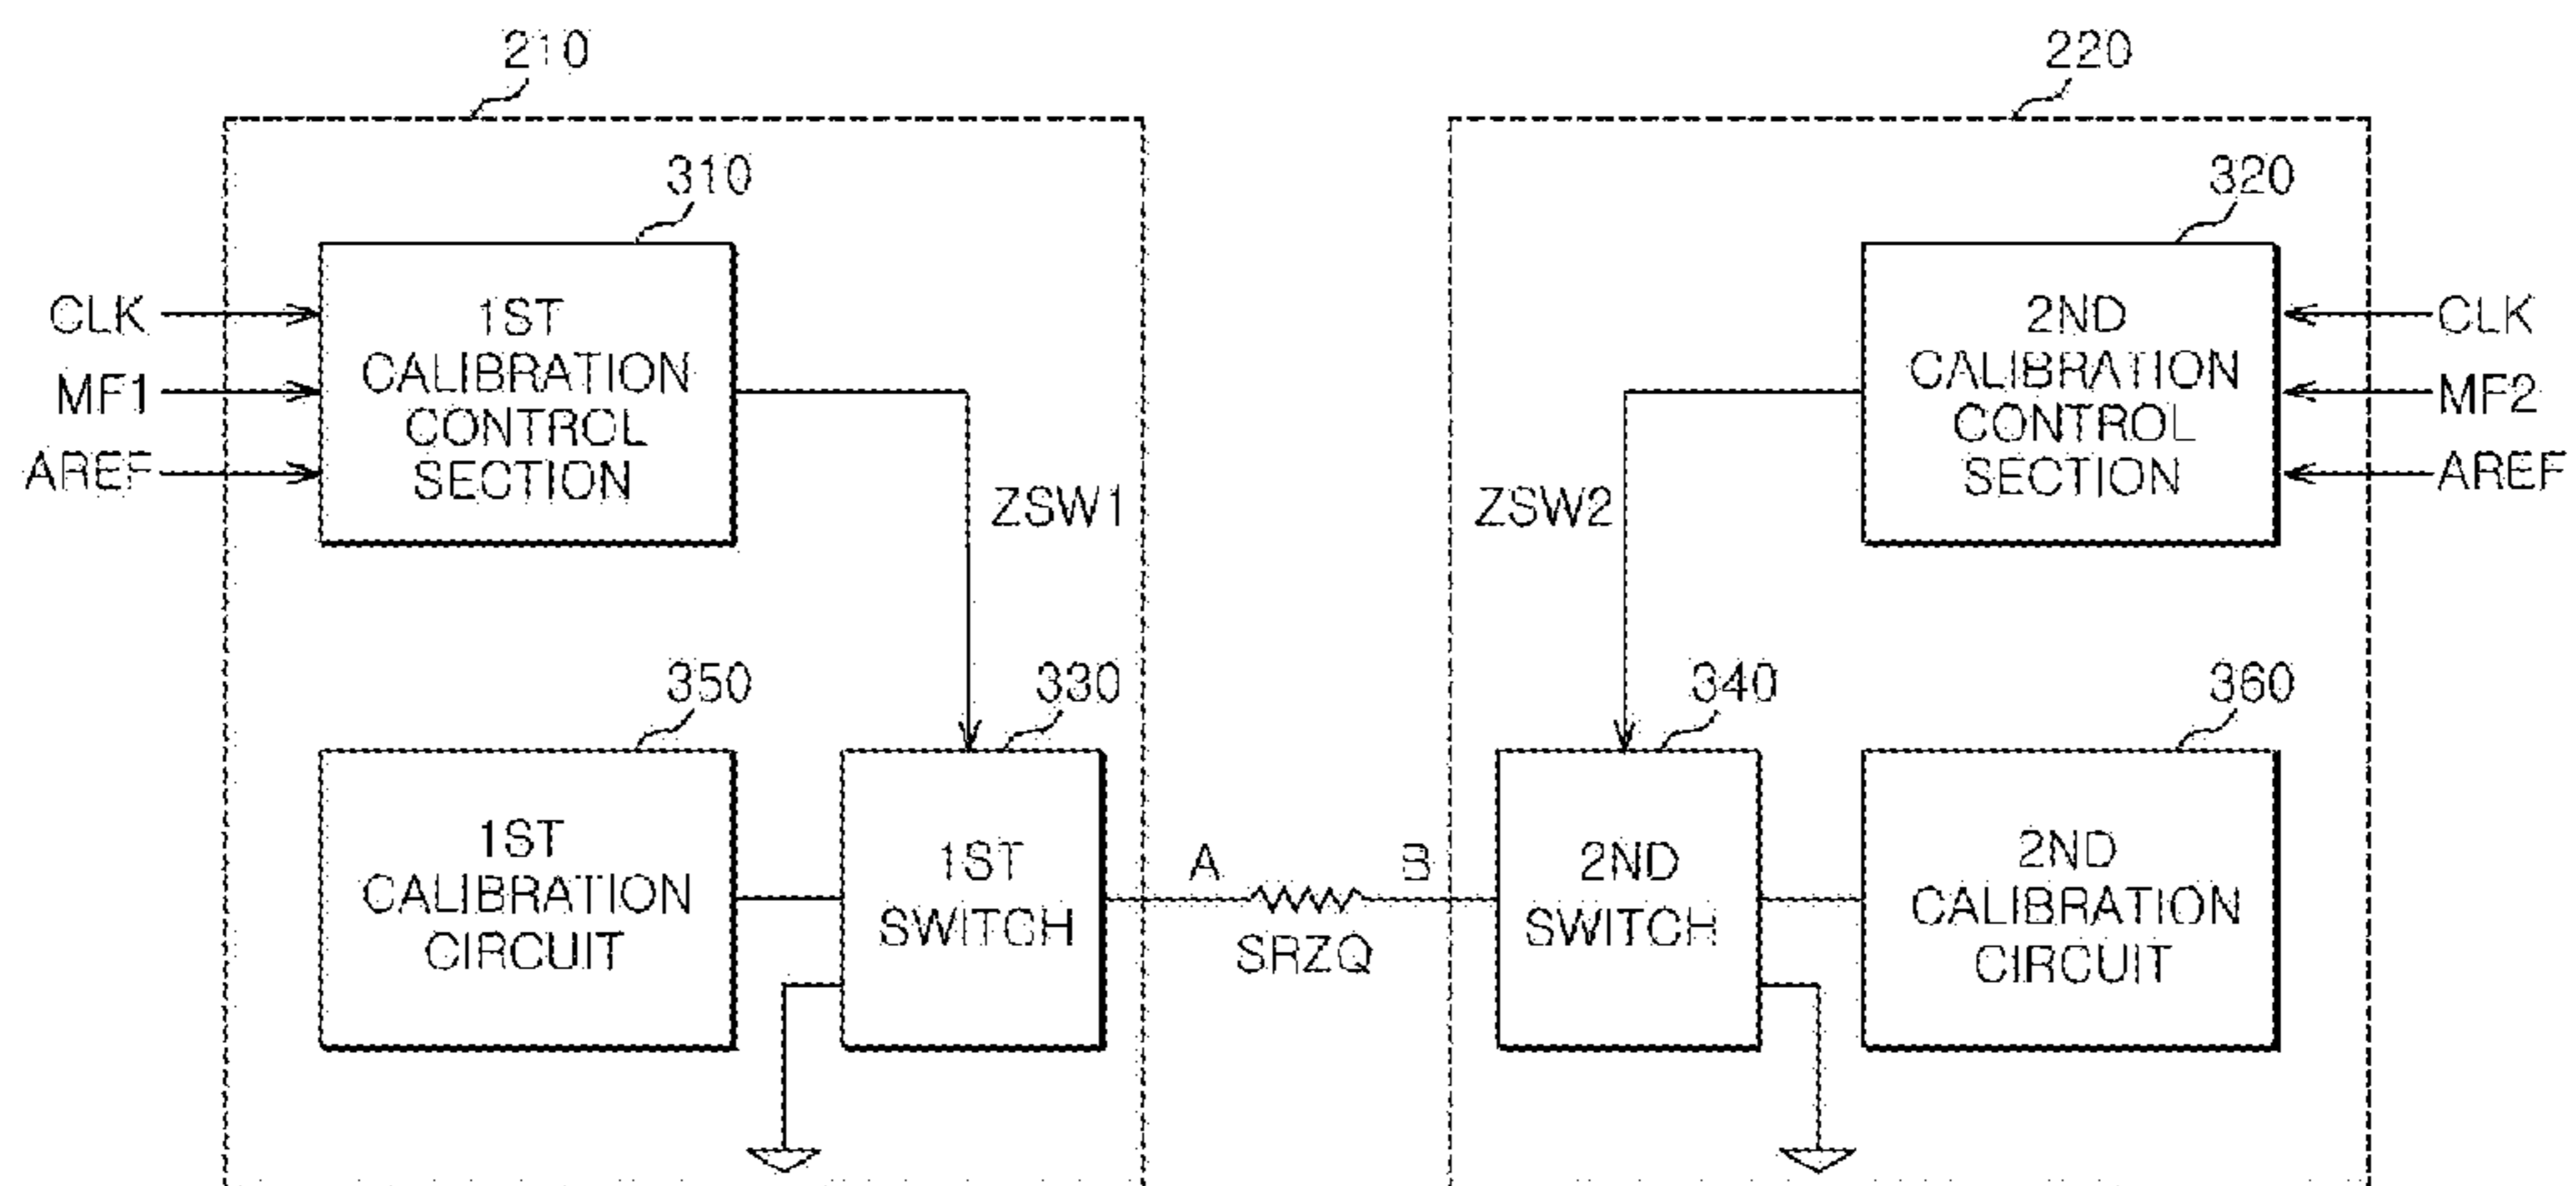 210
220
310
320
CLK
MF1
AREF
1ST
CALIBRATION
CONTROL
SECTION
2ND
CALIBRATION
CONTROL
SECTION
CLK
MF2
AREF
ZSW1
ZSW2
350
330
340
360
1ST
CALIBRATION
CIRCUIT
1ST
SWITCH
A
SRZQ
B
2ND
SWITCH
2ND
CALIBRATION
CIRCUIT